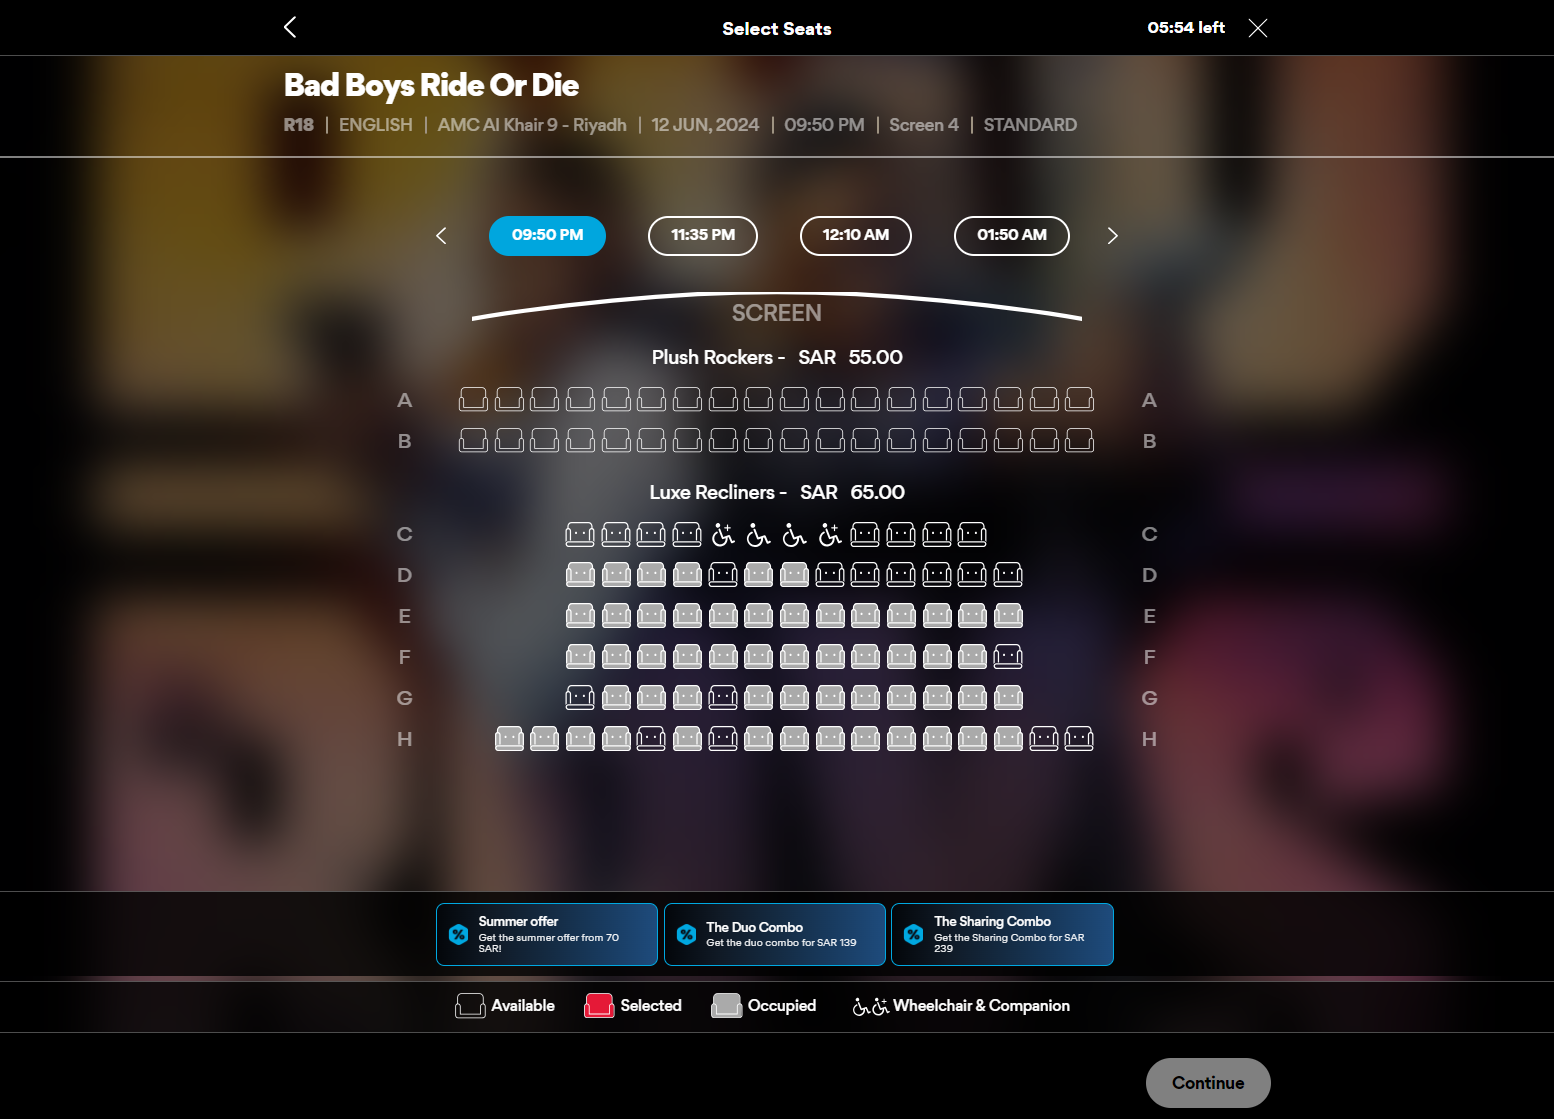 Select Seats
05:54 left
Bad Boys Ride Or Die
R18 | ENGLISH | AMC Al Khair 9 - Riyadh | 12 JUN, 2024 | 09:50 PM | Screen 4 | STANDARD
09:50 PM
11:35 PM
12:10 AM
01:50 AM
SCREEN
Plush Rockers - SAR 55.00
A A
B B
Luxe Recliners - SAR 65.00
C C
D D
E E
F F
G G
H H
Summer offer
Get the summer offer from 70
SAR!
The Duo Combo
Get the duo combo for SAR 139
The Sharing Combo
Get the Sharing Combo for SAR
239
Available
Selected
Occupied
Wheelchair & Companion
Continue